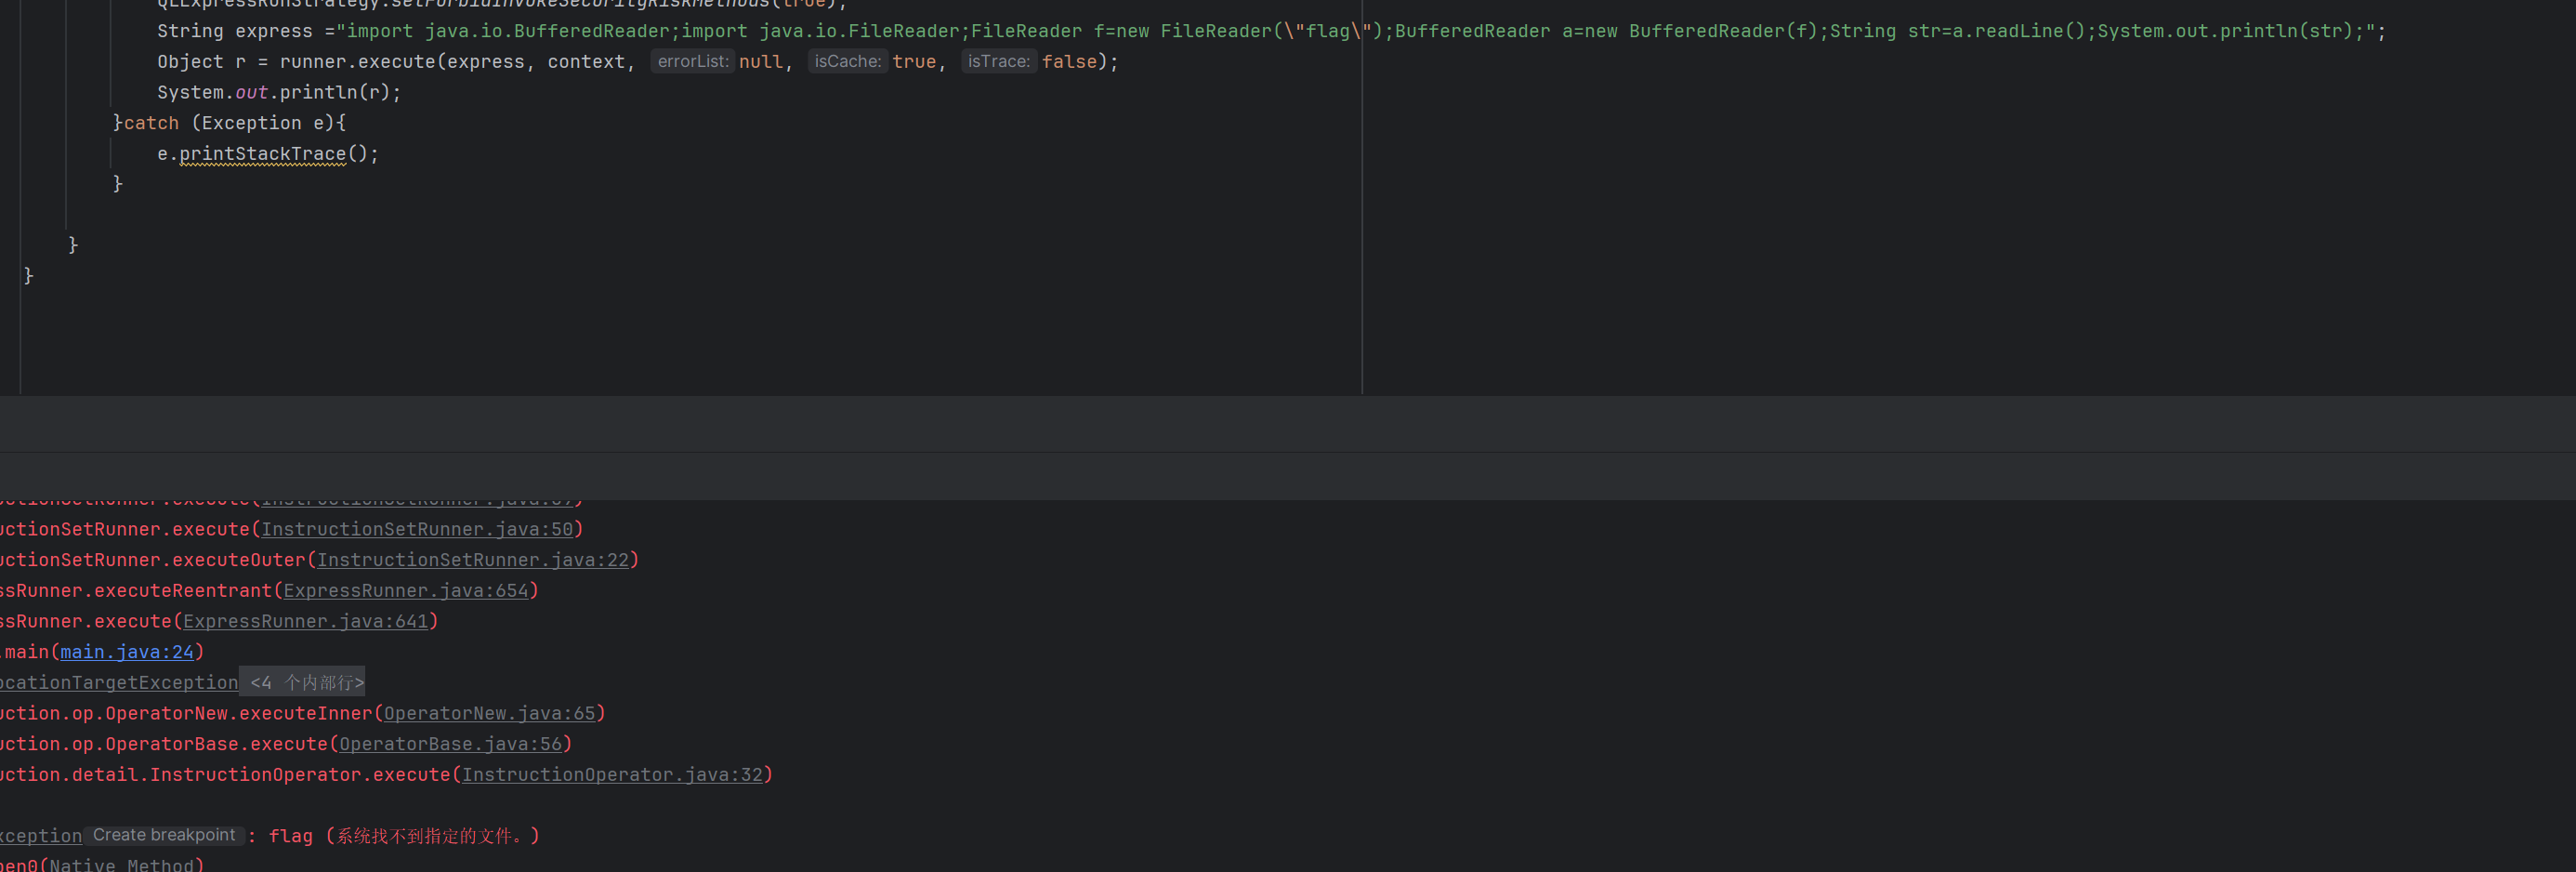 QLExpressRunStrategy.setForbidInvokeSecurityRiskMethods(true);
String express ="import java.io.BufferedReader;import java.io.FileReader;FileReader f=new FileReader(\"flag\");BufferedReader a=new BufferedReader(f);String str=a.readLine();System.out.println(str);";
Object r = runner.execute(express, context, errorList: null, isCache: true, isTrace: false);
System.out.println(r);
}catch (Exception e){
e.printStackTrace();
}
}
}
uctionSetRunner.execute(InstructionSetRunner.java:50)
uctionSetRunner.executeOuter(InstructionSetRunner.java:22)
ssRunner.executeReentrant(ExpressRunner.java:654)
ssRunner.execute(ExpressRunner.java:641)
.main(main.java:24)
ocationTargetException <4 个内部行>
uction.op.OperatorNew.executeInner(OperatorNew.java:65)
uction.op.OperatorBase.execute(OperatorBase.java:56)
uction.detail.InstructionOperator.execute(InstructionOperator.java:32)
xception Create breakpoint : flag (系统找不到指定的文件。)
pen0(Native Method)